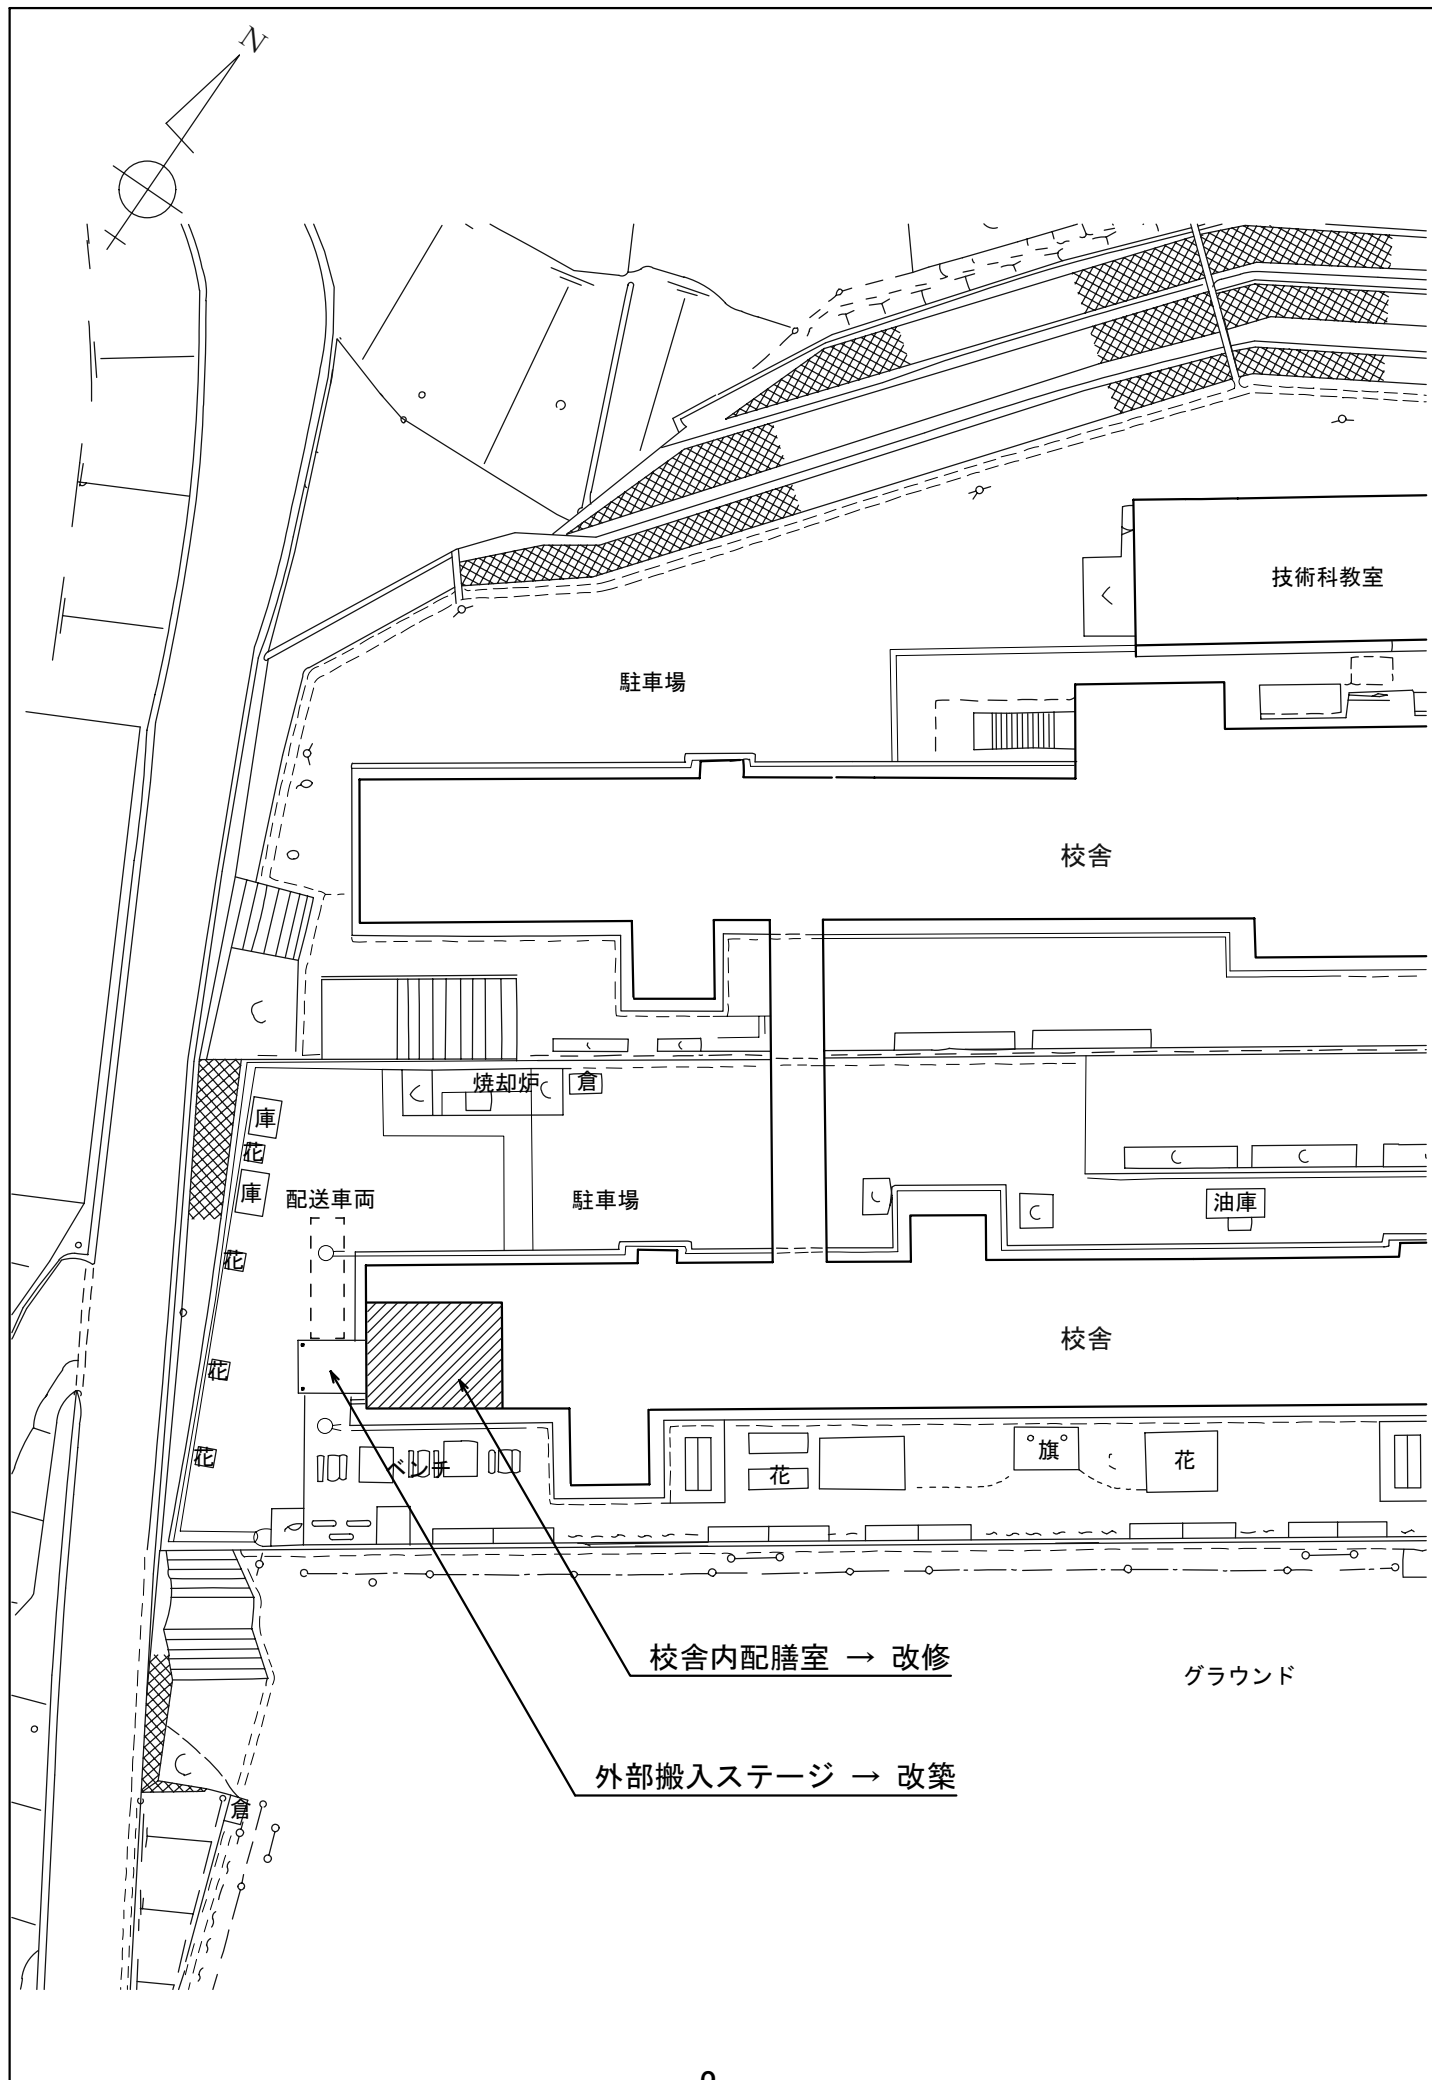 N
技術科教室
駐車場
校舎
焼却炉
倉
庫
花
庫
配送車両
駐車場
油庫
花
校舎
花
花
ベンチ
花
旗
花
校舎内配膳室 → 改修
グラウンド
外部搬入ステージ → 改築
倉